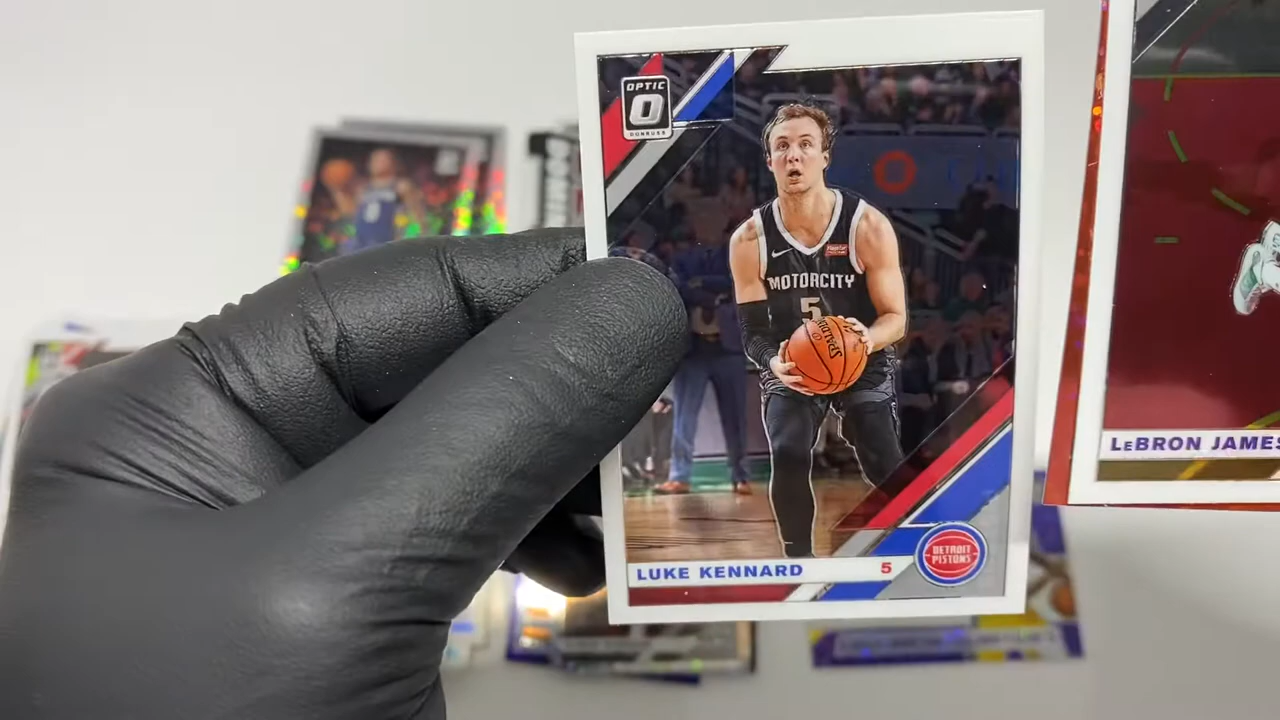 OPTIC
DONRUSS
MOTORCITY
5
SPALDING
LUKE KENNARD 5
DETROIT
PISTONS
LEBRON JAMES